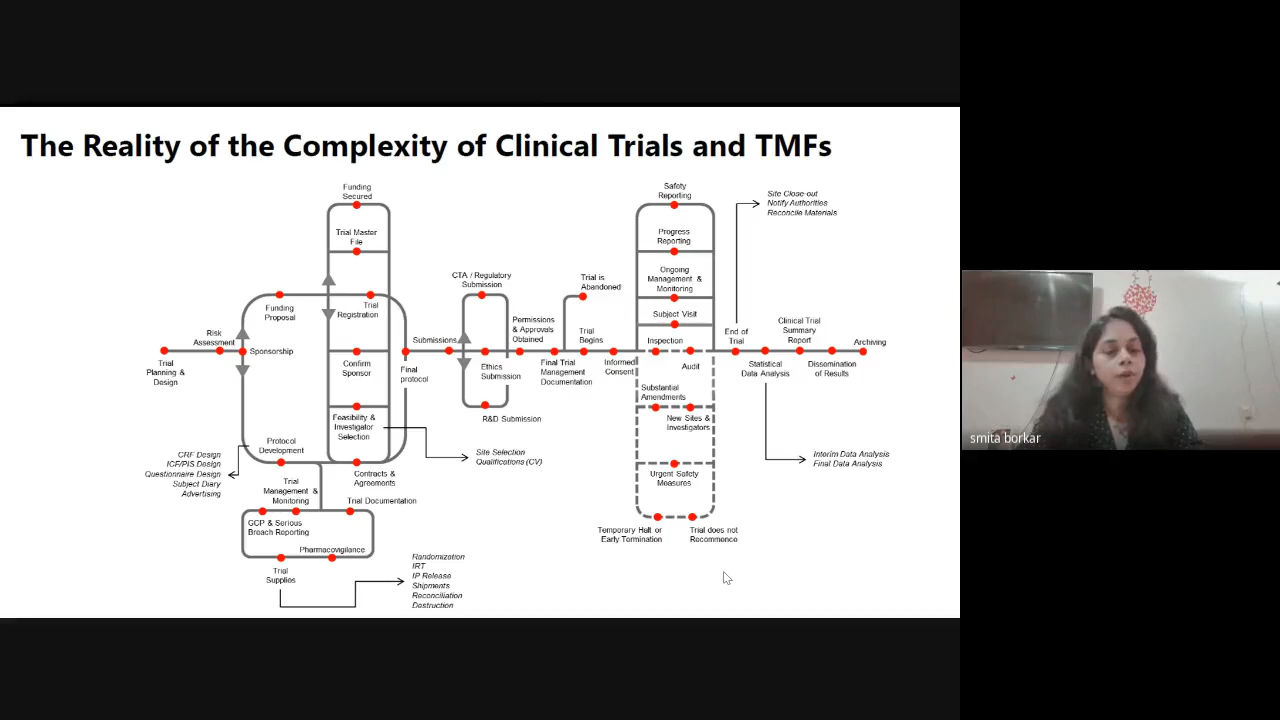 The Reality of the Complexity of Clinical Trials and TMFs
Funding
Secured
Trial Master
File
Funding
Proposal
Trial
Registration
Risk
Assessment
Sponsorship
Trial
Planning &
Design
Confirm
Sponsor
Final
protocol
Feasibility &
Investigator
Selection
Protocol
Development
Contracts &
Agreements
CRF Design
ICF/PIS Design
Questionnaire Design
Subject Diary
Advertising
Site Selection
Qualifications (CV)
Trial
Management &
Monitoring
Trial Documentation
GCP & Serious
Breach Reporting
Pharmacovigilance
Trial
Supplies
Randomization
IRT
IP Release
Shipments
Reconciliation
Destruction
CTA / Regulatory
Submission
Submissions
Ethics
Submission
R&D Submission
Permissions
& Approvals
Obtained
Trial is
Abandoned
Trial
Begins
Final Trial
Management
Documentation
Informed
Consent
Safety
Reporting
Progress
Reporting
Ongoing
Management &
Monitoring
Subject Visit
Inspection
Audit
Substantial
Amendments
New Sites &
Investigators
Urgent Safety
Measures
Temporary Halt or
Early Termination
Trial does not
Recommence
Site Close-out
Notify Authorities
Reconcile Materials
End of
Trial
Clinical Trial
Summary
Report
Archiving
Statistical
Data Analysis
Dissemination
of Results
Interim Data Analysis
Final Data Analysis
smita borkar